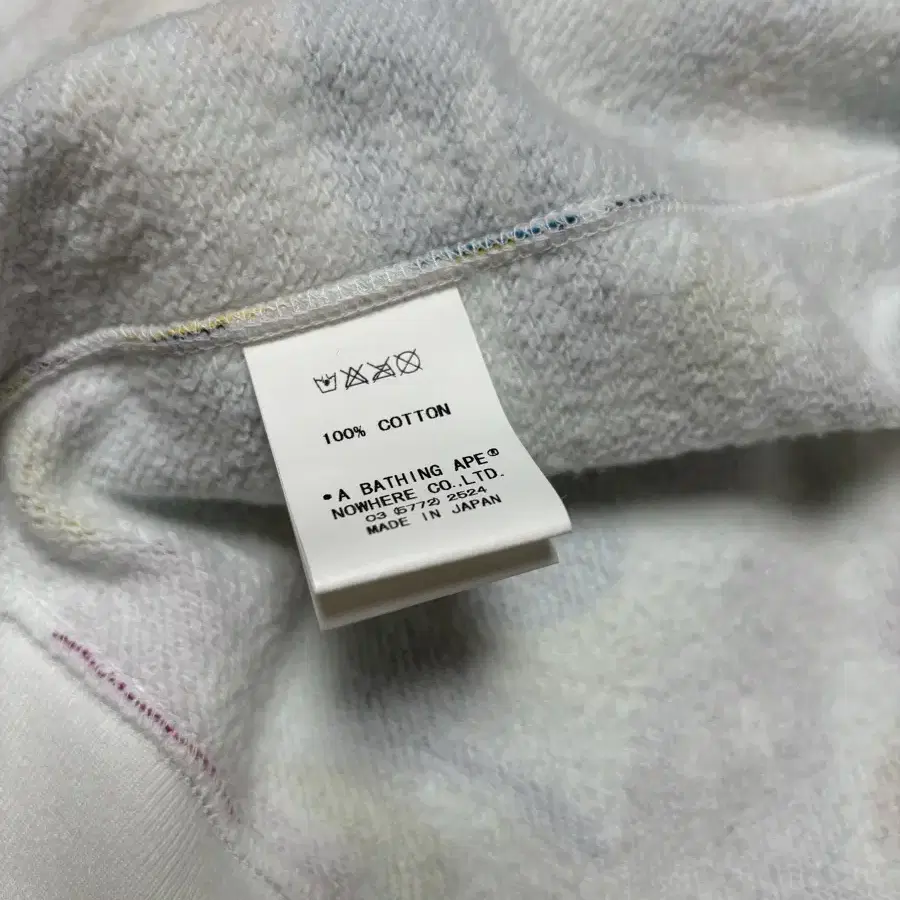 100% COTTON
•A BATHING APE®
NOWHERE CO.,LTD.
03 (5772) 2524
MADE IN JAPAN